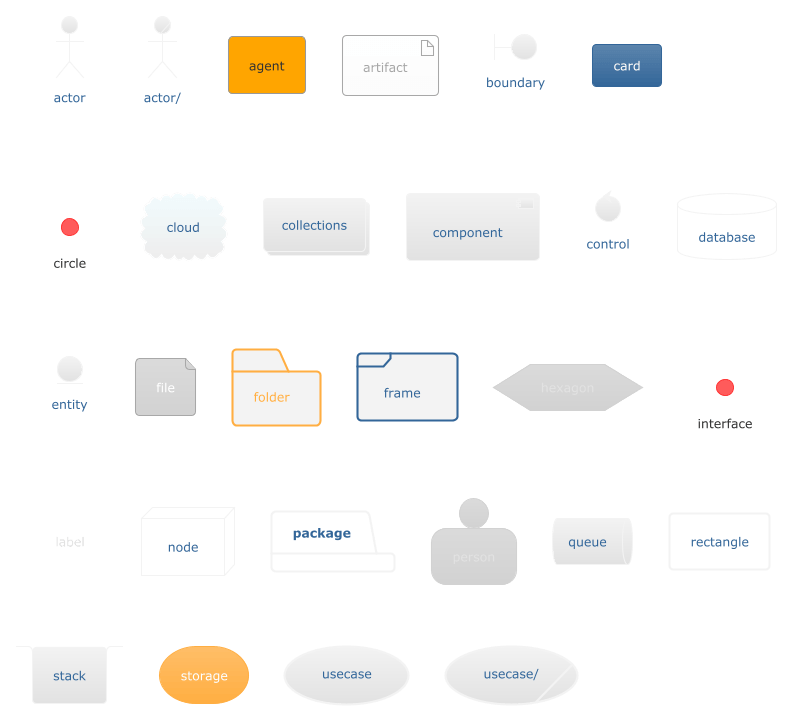 actor
actor/
agent
artifact
boundary
card
circle
cloud
collections
component
control
database
entity
file
folder
frame
hexagon
interface
label
node
package
person
queue
rectangle
stack
storage
usecase
usecase/